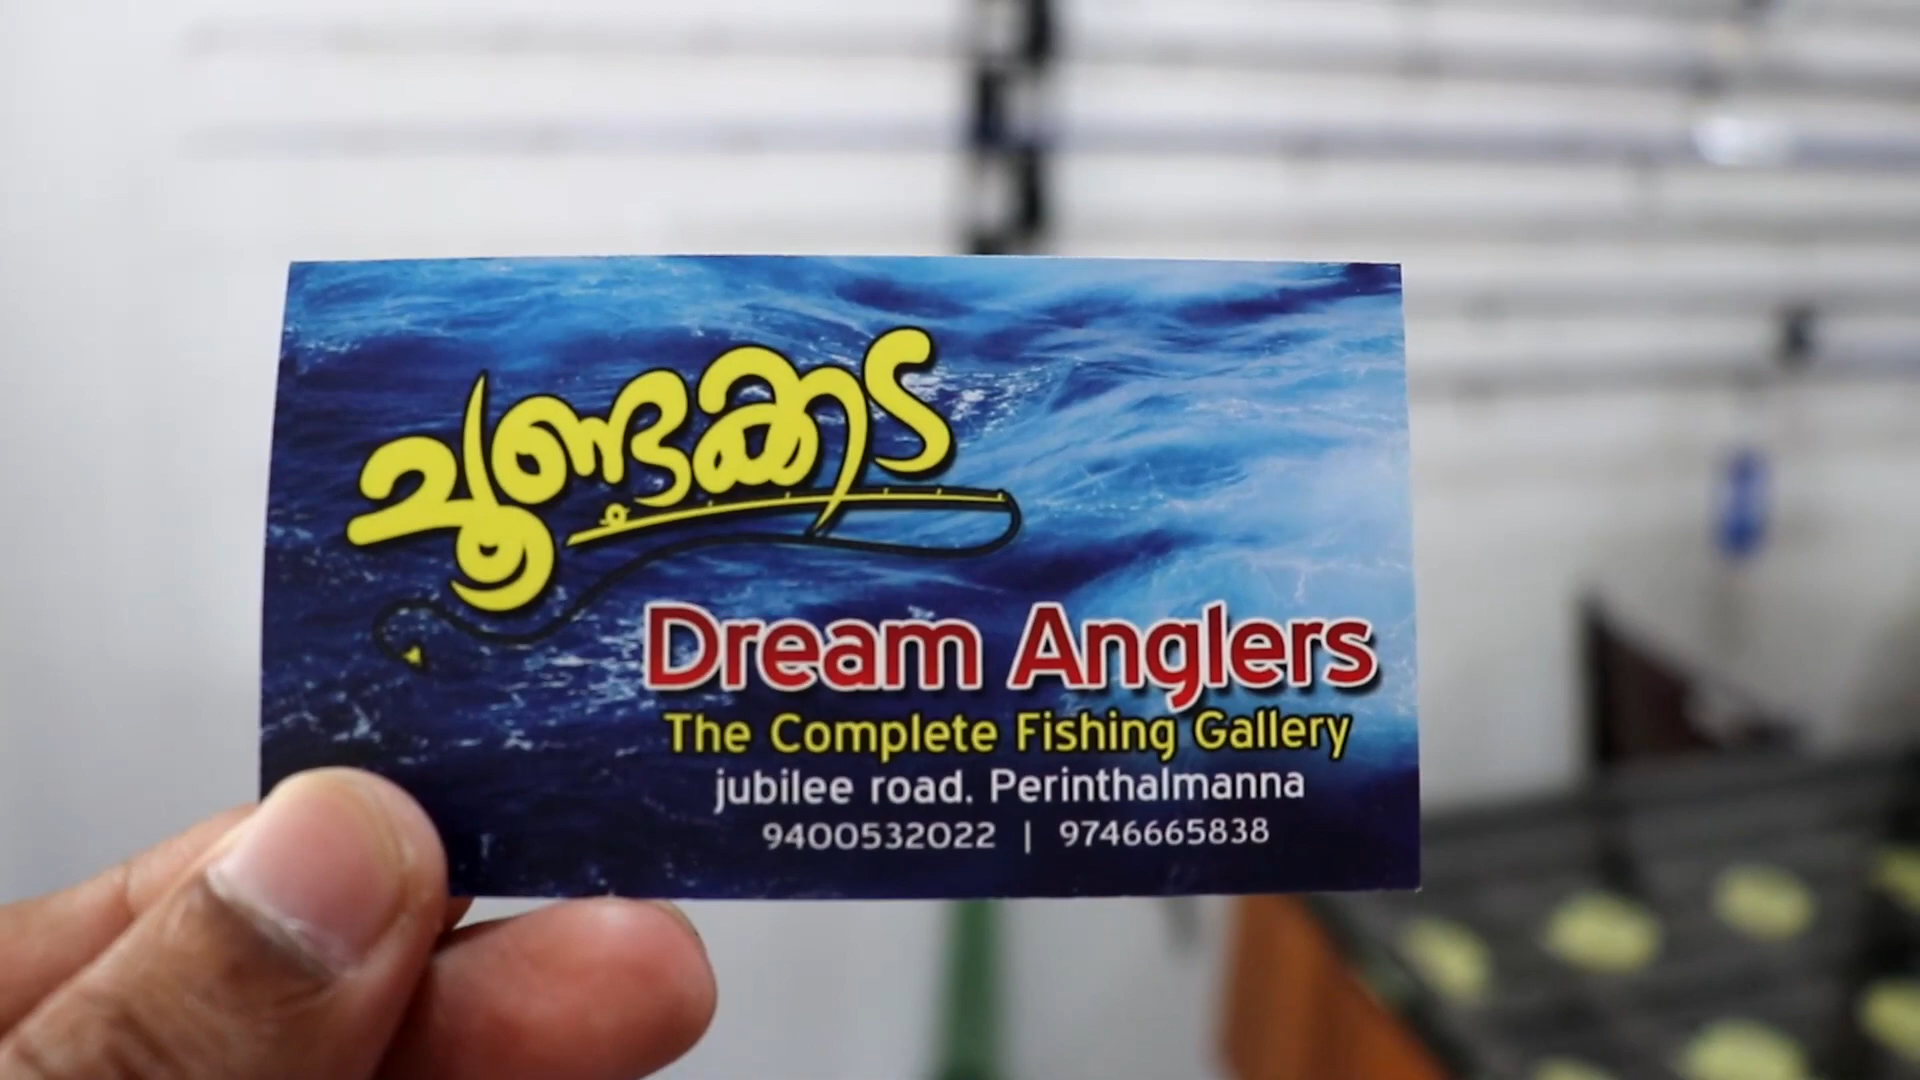 ചൂണ്ടക്കട
Dream Anglers
The Complete Fishing Gallery
jubilee road. Perinthalmanna
9400532022 | 9746665838